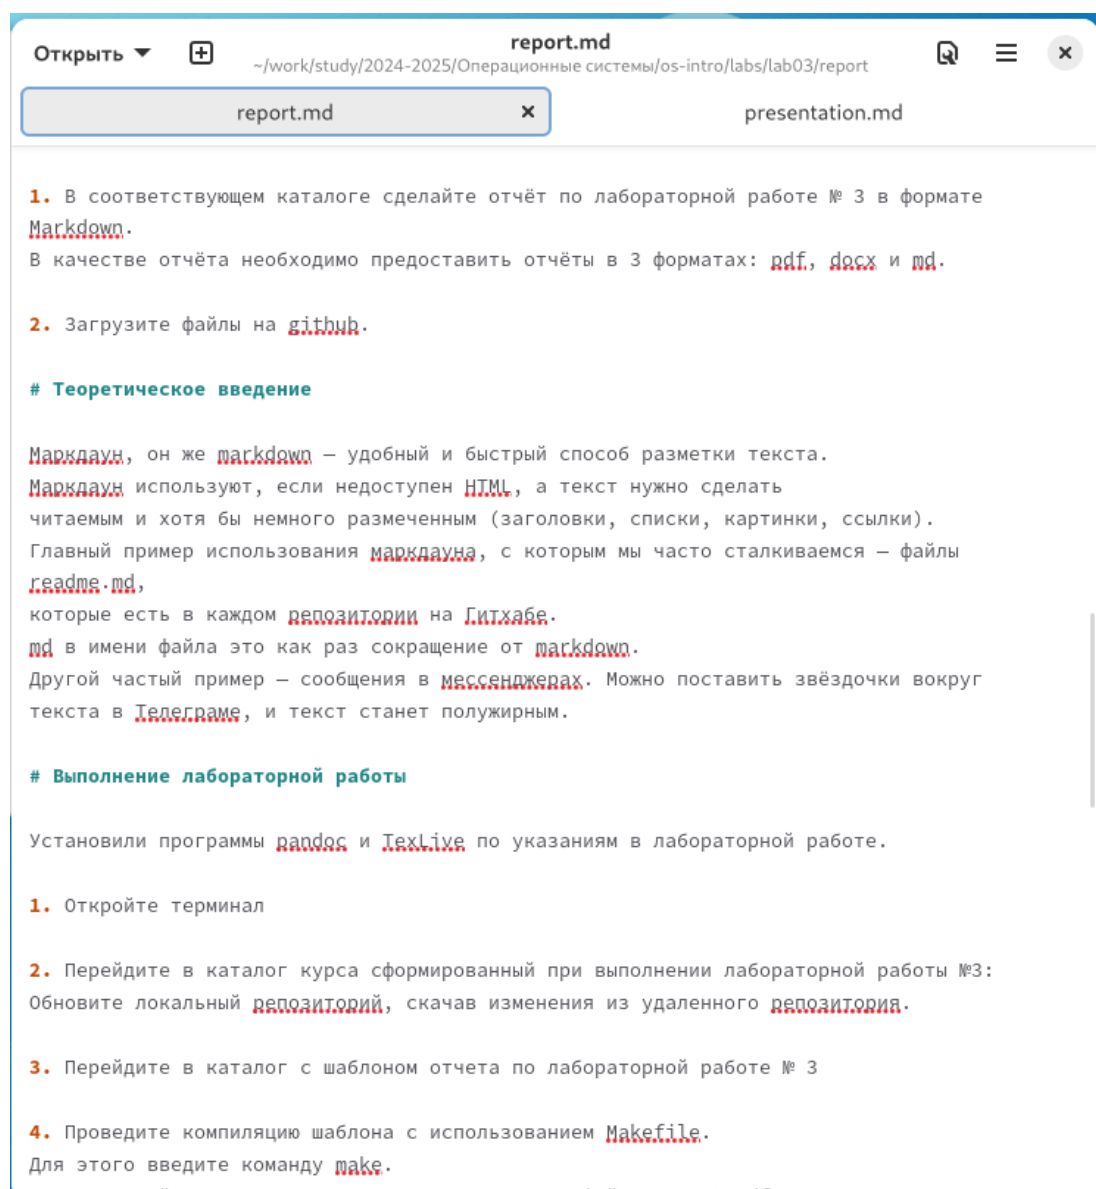 Открыть
report.md
~/work/study/2024-2025/Операционные системы/os-intro/labs/lab03/report
report.md
presentation.md
1. В соответствующем каталоге сделайте отчёт по лабораторной работе № 3 в формате
Markdown.
В качестве отчёта необходимо предоставить отчёты в 3 форматах: pdf, docx и md.
2. Загрузите файлы на github.
# Теоретическое введение
Маркдаун, он же markdown — удобный и быстрый способ разметки текста.
Маркдаун используют, если недоступен HTML, а текст нужно сделать
читаемым и хотя бы немного размеченным (заголовки, списки, картинки, ссылки).
Главный пример использования маркдауна, с которым мы часто сталкиваемся — файлы
readme.md,
которые есть в каждом репозитории на Гитхабе.
md в имени файла это как раз сокращение от markdown.
Другой частый пример — сообщения в мессенджерах. Можно поставить звёздочки вокруг
текста в Телеграме, и текст станет полужирным.
# Выполнение лабораторной работы
Установили программы pandoc и TexLive по указаниям в лабораторной работе.
1. Откройте терминал
2. Перейдите в каталог курса сформированный при выполнении лабораторной работы №3:
Обновите локальный репозиторий, скачав изменения из удаленного репозитория.
3. Перейдите в каталог с шаблоном отчета по лабораторной работе № 3
4. Проведите компиляцию шаблона с использованием Makefile.
Для этого введите команду make.